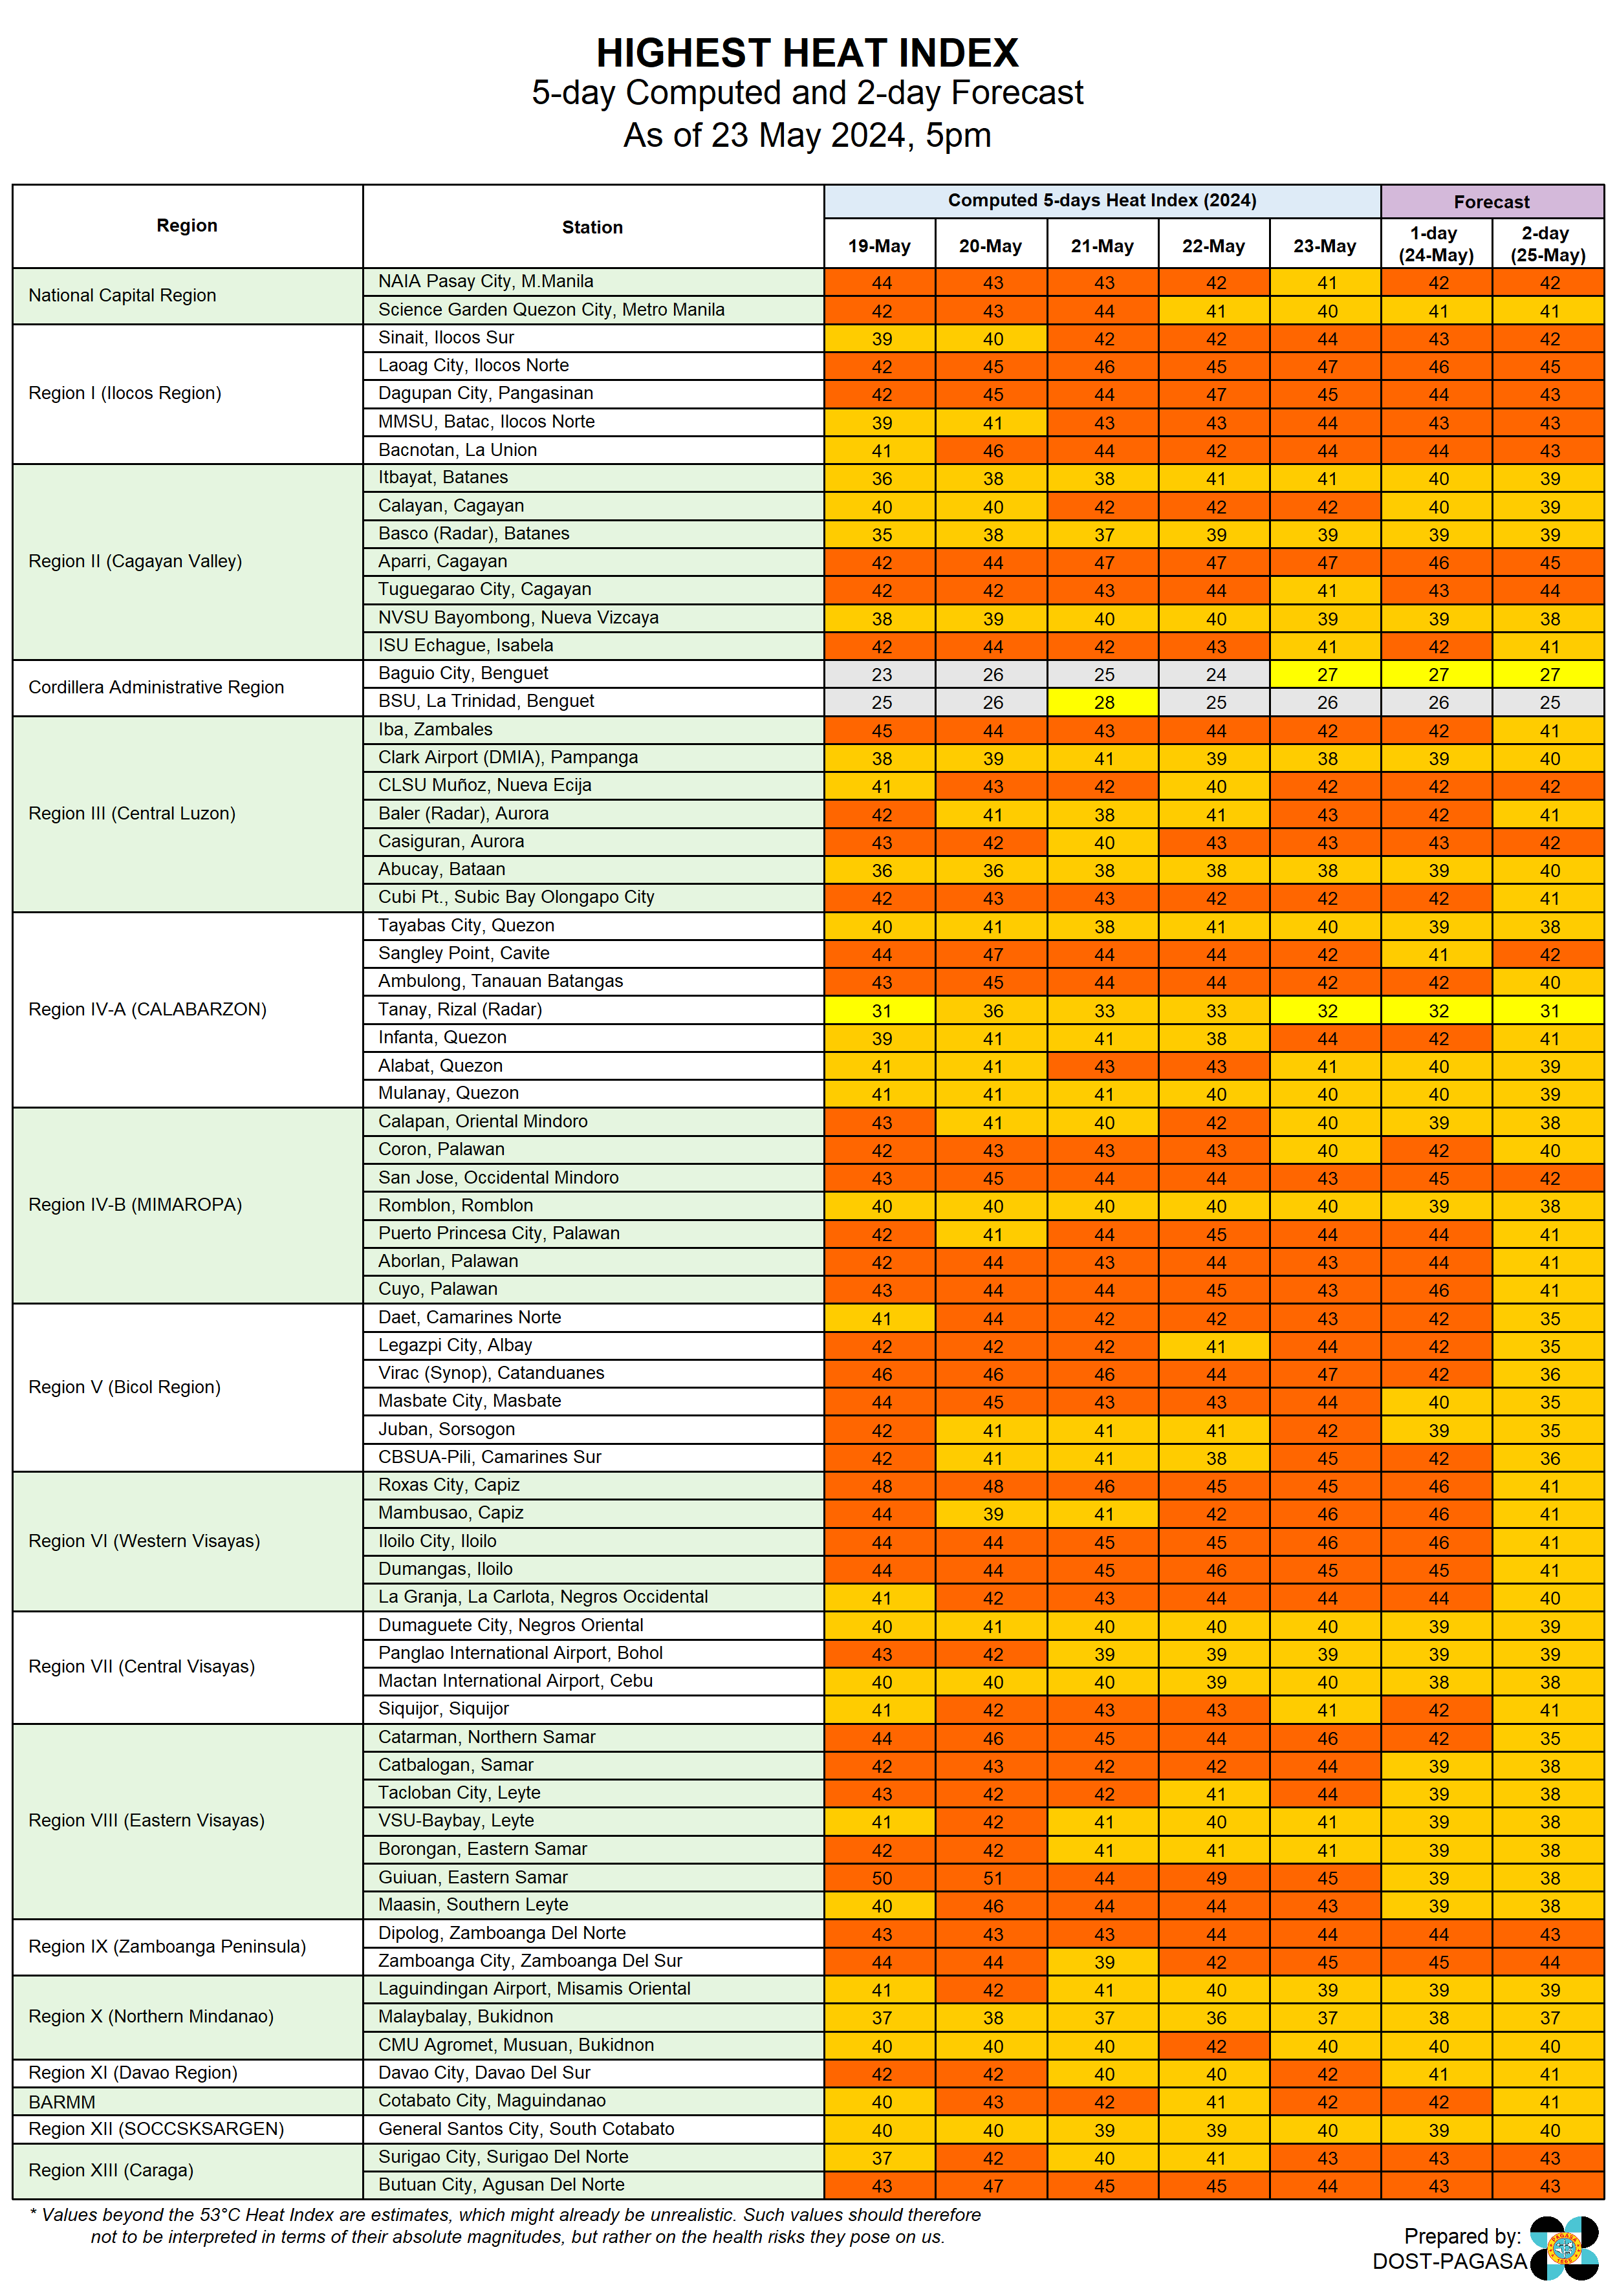 HIGHEST HEAT INDEX
5-day Computed and 2-day Forecast
As of 23 May 2024, 5pm
Region Station Computed 5-days Heat Index (2024) Forecast
19-May 20-May 21-May 22-May 23-May 1-day (24-May) 2-day (25-May)
National Capital Region
NAIA Pasay City, M.Manila 44 43 43 42 41 42 42
Science Garden Quezon City, Metro Manila 42 43 44 41 40 41 41
Region I (Ilocos Region)
Sinait, Ilocos Sur 39 40 42 42 44 43 42
Laoag City, Ilocos Norte 42 45 46 45 47 46 45
Dagupan City, Pangasinan 42 45 44 47 45 44 43
MMSU, Batac, Ilocos Norte 39 41 43 43 44 43 43
Bacnotan, La Union 41 46 44 42 44 44 43
Region II (Cagayan Valley)
Itbayat, Batanes 36 38 38 41 41 40 39
Calayan, Cagayan 40 40 42 42 42 40 39
Basco (Radar), Batanes 35 38 37 39 39 39 39
Aparri, Cagayan 42 44 47 47 47 46 45
Tuguegarao City, Cagayan 42 42 43 44 41 43 44
NVSU Bayombong, Nueva Vizcaya 38 39 40 40 39 39 38
ISU Echague, Isabela 42 44 42 43 41 42 41
Cordillera Administrative Region
Baguio City, Benguet 23 26 25 24 27 27 27
BSU, La Trinidad, Benguet 25 26 28 25 26 26 25
Region III (Central Luzon)
Iba, Zambales 45 44 43 44 42 42 41
Clark Airport (DMIA), Pampanga 38 39 41 39 38 39 40
CLSU Muñoz, Nueva Ecija 41 43 42 40 42 42 42
Baler (Radar), Aurora 42 41 38 41 43 42 41
Casiguran, Aurora 43 42 40 43 43 43 42
Abucay, Bataan 36 36 38 38 38 39 40
Cubi Pt., Subic Bay Olongapo City 42 43 43 42 42 42 41
Region IV-A (CALABARZON)
Tayabas City, Quezon 40 41 38 41 40 39 38
Sangley Point, Cavite 44 47 44 44 42 41 42
Ambulong, Tanauan Batangas 43 45 44 44 42 42 40
Tanay, Rizal (Radar) 31 36 33 33 32 32 31
Infanta, Quezon 39 41 41 38 44 42 41
Alabat, Quezon 41 41 43 43 41 40 39
Mulanay, Quezon 41 41 41 40 40 40 39
Region IV-B (MIMAROPA)
Calapan, Oriental Mindoro 43 41 40 42 40 39 38
Coron, Palawan 42 43 43 43 40 42 40
San Jose, Occidental Mindoro 43 45 44 44 43 45 42
Romblon, Romblon 40 40 40 40 40 39 38
Puerto Princesa City, Palawan 42 41 44 45 44 44 41
Aborlan, Palawan 42 44 43 44 43 44 41
Cuyo, Palawan 43 44 44 45 43 46 41
Region V (Bicol Region)
Daet, Camarines Norte 41 44 42 42 43 42 35
Legazpi City, Albay 42 42 42 41 44 42 35
Virac (Synop), Catanduanes 46 46 46 44 47 42 36
Masbate City, Masbate 44 45 43 43 44 40 35
Juban, Sorsogon 42 41 41 41 42 39 35
CBSUA-Pili, Camarines Sur 42 41 41 38 45 42 36
Region VI (Western Visayas)
Roxas City, Capiz 48 48 46 45 45 46 41
Mambusao, Capiz 44 39 41 42 46 46 41
Iloilo City, Iloilo 44 44 45 45 46 46 41
Dumangas, Iloilo 44 44 45 46 45 45 41
La Granja, La Carlota, Negros Occidental 41 42 43 44 44 44 40
Region VII (Central Visayas)
Dumaguete City, Negros Oriental 40 41 40 40 40 39 39
Panglao International Airport, Bohol 43 42 39 39 39 39 39
Mactan International Airport, Cebu 40 40 40 39 40 38 38
Siquijor, Siquijor 41 42 43 43 41 42 41
Region VIII (Eastern Visayas)
Catarman, Northern Samar 44 46 45 44 46 42 35
Catbalogan, Samar 42 43 42 42 44 39 38
Tacloban City, Leyte 43 42 42 41 44 39 38
VSU-Baybay, Leyte 41 42 41 40 41 39 38
Borongan, Eastern Samar 42 42 41 41 41 39 38
Guiuan, Eastern Samar 50 51 44 49 45 39 38
Maasin, Southern Leyte 40 46 44 44 43 39 38
Region IX (Zamboanga Peninsula)
Dipolog, Zamboanga Del Norte 43 43 43 44 44 44 43
Zamboanga City, Zamboanga Del Sur 44 44 39 42 45 45 44
Region X (Northern Mindanao)
Laguindingan Airport, Misamis Oriental 41 42 41 40 39 39 39
Malaybalay, Bukidnon 37 38 37 36 37 38 37
CMU Agromet, Musuan, Bukidnon 40 40 40 42 40 40 40
Region XI (Davao Region) Davao City, Davao Del Sur 42 42 40 40 42 41 41
BARMM Cotabato City, Maguindanao 40 43 42 41 42 42 41
Region XII (SOCCSKSARGEN) General Santos City, South Cotabato 40 40 39 39 40 39 40
Region XIII (Caraga)
Surigao City, Surigao Del Norte 37 42 40 41 43 43 43
Butuan City, Agusan Del Norte 43 47 45 45 44 43 43
* Values beyond the 53°C Heat Index are estimates, which might already be unrealistic. Such values should therefore
not to be interpreted in terms of their absolute magnitudes, but rather on the health risks they pose on us.
Prepared by:
DOST-PAGASA
PAGASA